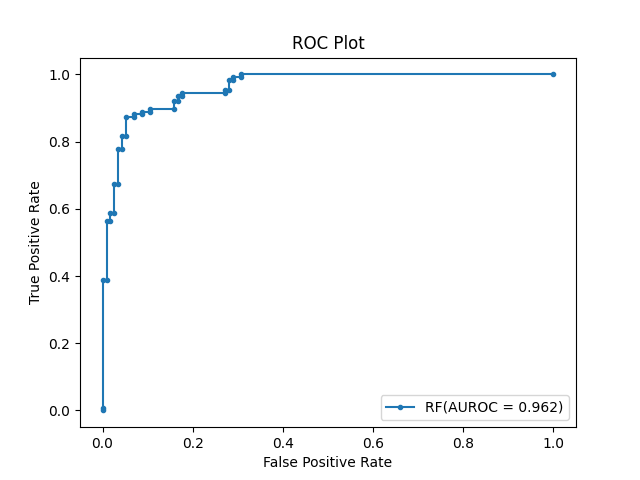 ROC Plot
True Positive Rate
1.0
0.8
0.6
0.4
0.2
0.0
0.0 0.2 0.4 0.6 0.8 1.0
False Positive Rate
RF(AUROC = 0.962)